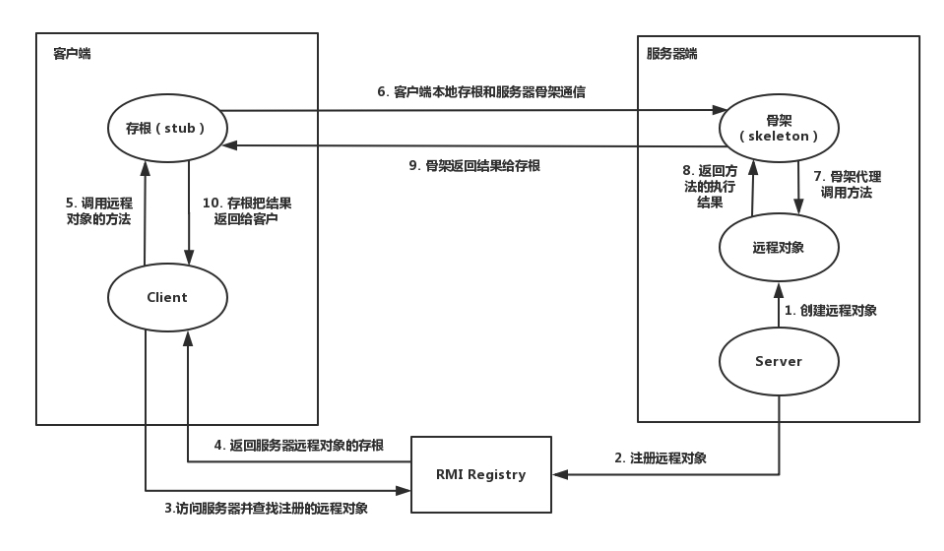 客户端
服务器端
6. 客户端本地存根和服务器骨架通信
存根（stub）
骨架
（skeleton）
9. 骨架返回结果给存根
5. 调用远程
对象的方法
10. 存根把结果
返回给客户
8. 返回方
法的执行
结果
7. 骨架代理
调用方法
远程对象
Client
1. 创建远程对象
Server
4. 返回服务器远程对象的存根
RMI Registry
2. 注册远程对象
3.访问服务器并查找注册的远程对象